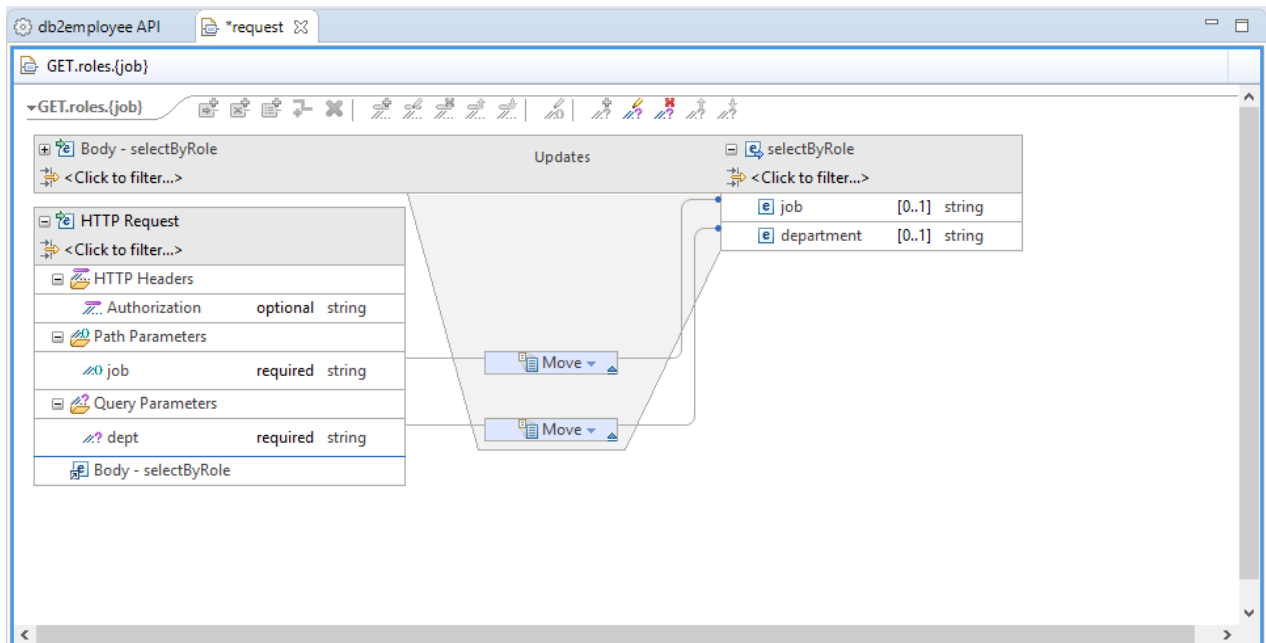 db2employee API *request
GET.roles.{job}
GET.roles.{job}
Body - selectByRole Updates selectByRole
<Click to filter...> <Click to filter...>
job [0..1] string
HTTP Request
department [0..1] string
<Click to filter...>
HTTP Headers
Authorization optional string
Path Parameters
job required string Move
Query Parameters
dept required string Move
Body - selectByRole